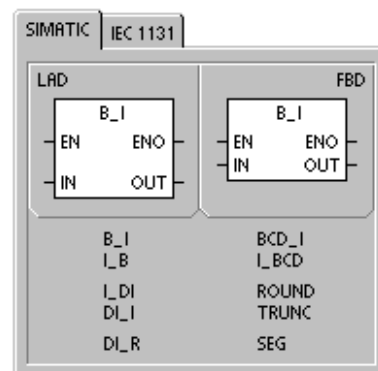 SIMATIC IEC 1131
LAD FBD
B_I B_I
EN ENO EN ENO
IN OUT IN OUT
B_I BCD_I
I_B I_BCD
I_DI ROUND
DI_I TRUNC
DI_R SEG